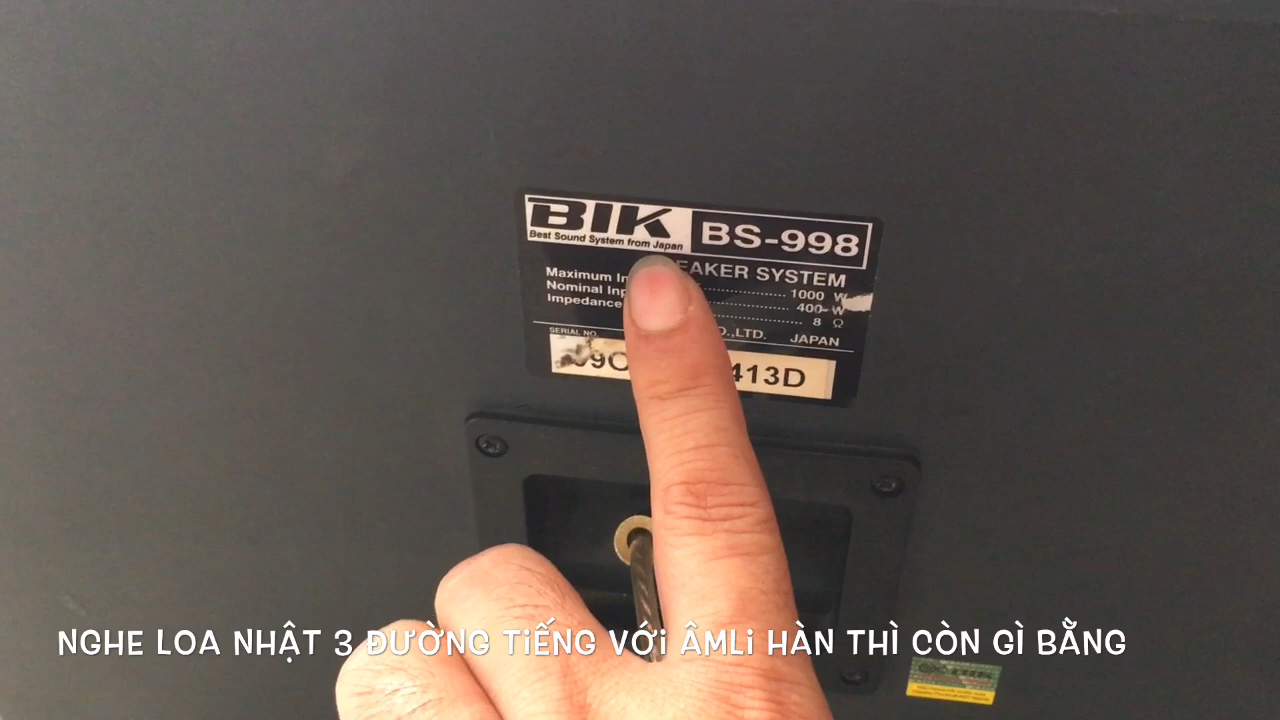 BIK
Best Sound System from Japan
BS-998
EAKER SYSTEM
Maximum In ........ 1000 W
Nominal Inp ........ 400 W
Impedance ........ 8 Ω
SERIAL NO.
O.,LTD. JAPAN
413D
NGHE LOA NHẬT 3 ĐƯỜNG TiẾNG VỚi ÂMLi HÀN THÌ CÒN GÌ BẰNG